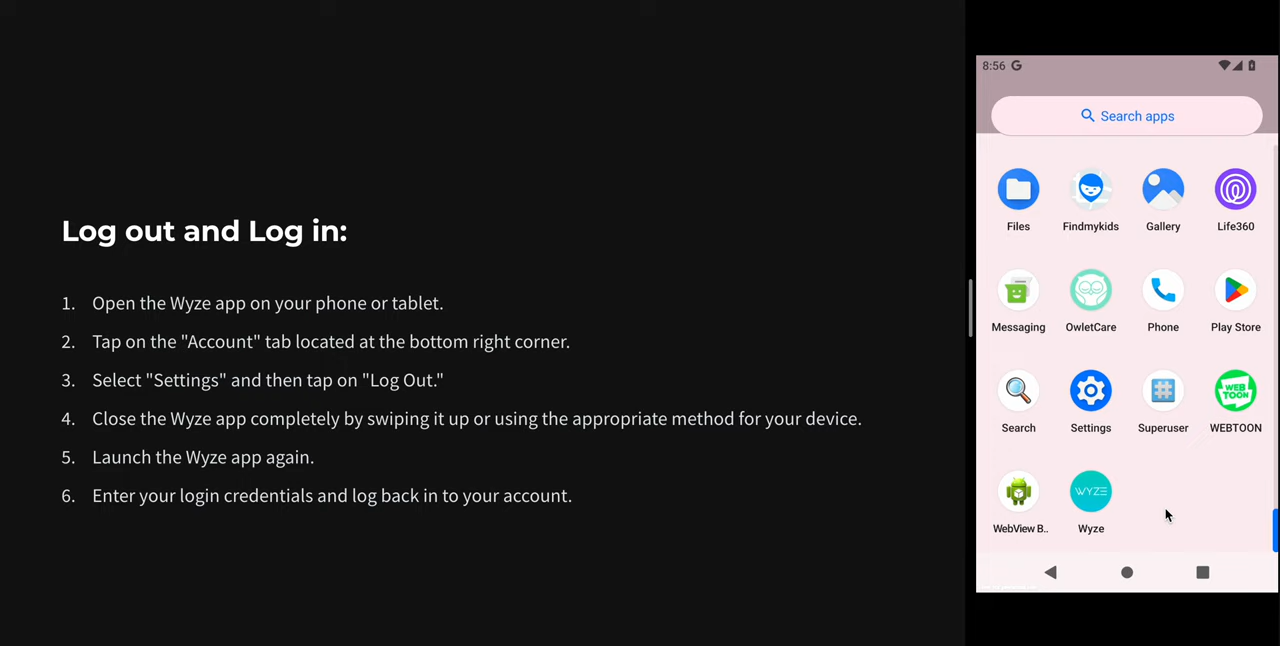 Log out and Log in:
1. Open the Wyze app on your phone or tablet.
2. Tap on the "Account" tab located at the bottom right corner.
3. Select "Settings" and then tap on "Log Out."
4. Close the Wyze app completely by swiping it up or using the appropriate method for your device.
5. Launch the Wyze app again.
6. Enter your login credentials and log back in to your account.
8:56 G
Search apps
Files Findmykids Gallery Life360
Messaging OwletCare Phone Play Store
WEB
TOON
Search Settings Superuser WEBTOON
WYZE
WebView B.. Wyze